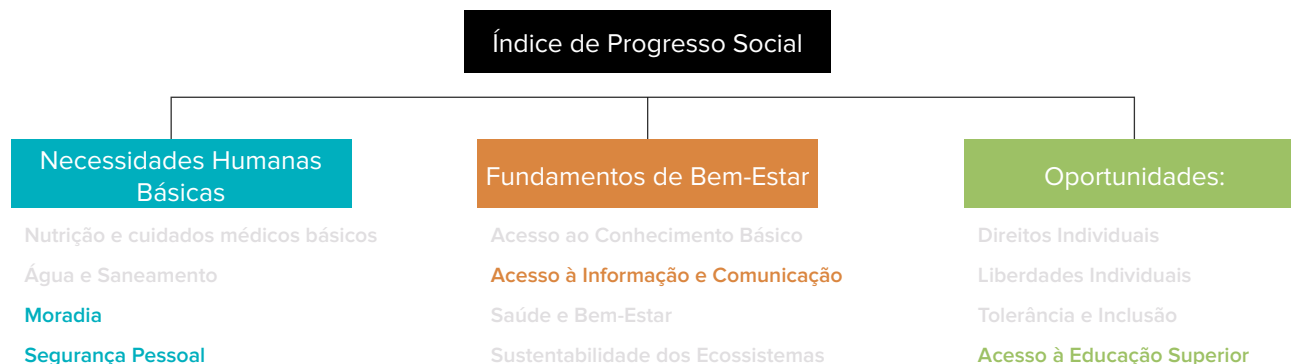 Índice de Progresso Social
Necessidades Humanas
Básicas
Nutrição e cuidados médicos básicos
Água e Saneamento
Moradia
Segurança Pessoal
Fundamentos de Bem-Estar
Acesso ao Conhecimento Básico
Acesso à Informação e Comunicação
Saúde e Bem-Estar
Sustentabilidade dos Ecossistemas
Oportunidades:
Direitos Individuais
Liberdades Individuais
Tolerância e Inclusão
Acesso à Educação Superior